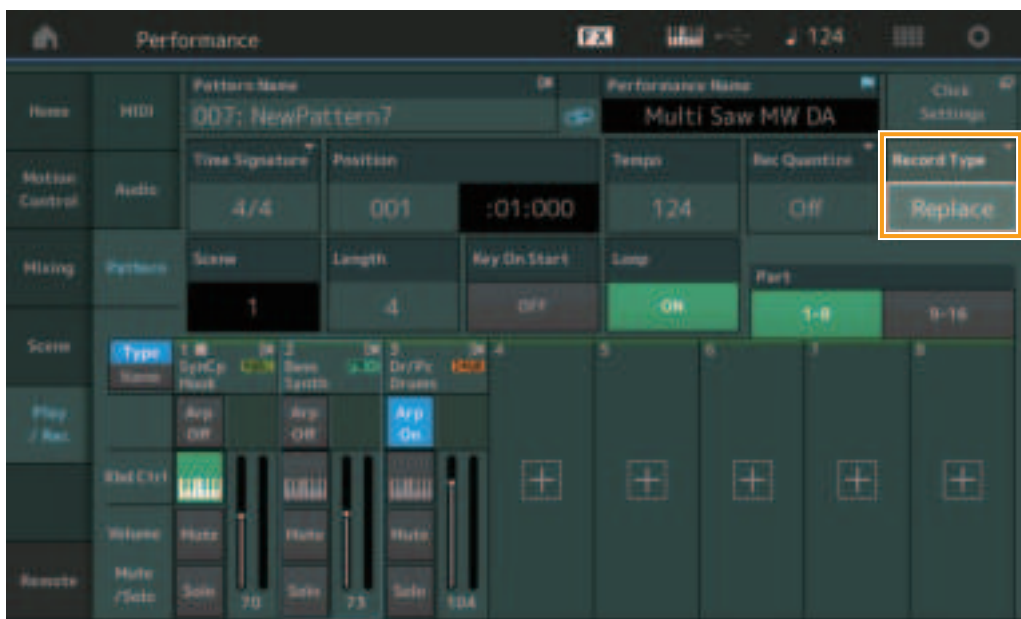 Performance
FX
124
Home
MIDI
Pattern Name
007: NewPattern7
Performance Name
Multi Saw MW DA
Click
Settings
Motion
Control
Audio
Time Signature
4/4
Position
001
:01:000
Tempo
124
Rec Quantize
Off
Record Type
Replace
Mixing
Pattern
Scene
1
Length
4
Key On Start
OFF
Loop
ON
Part
1-8
9-16
Scene
Type
Name
1
SynCp
2
Bass
Synth
3
Dr/Pc
Drums
4
5
6
7
8
Play
/ Rec
Arp
Off
Arp
Off
Arp
On
Kbd Ctrl
Volume
Mute
Mute
Mute
Remote
Mute
/Solo
Solo
70
Solo
73
Solo
104